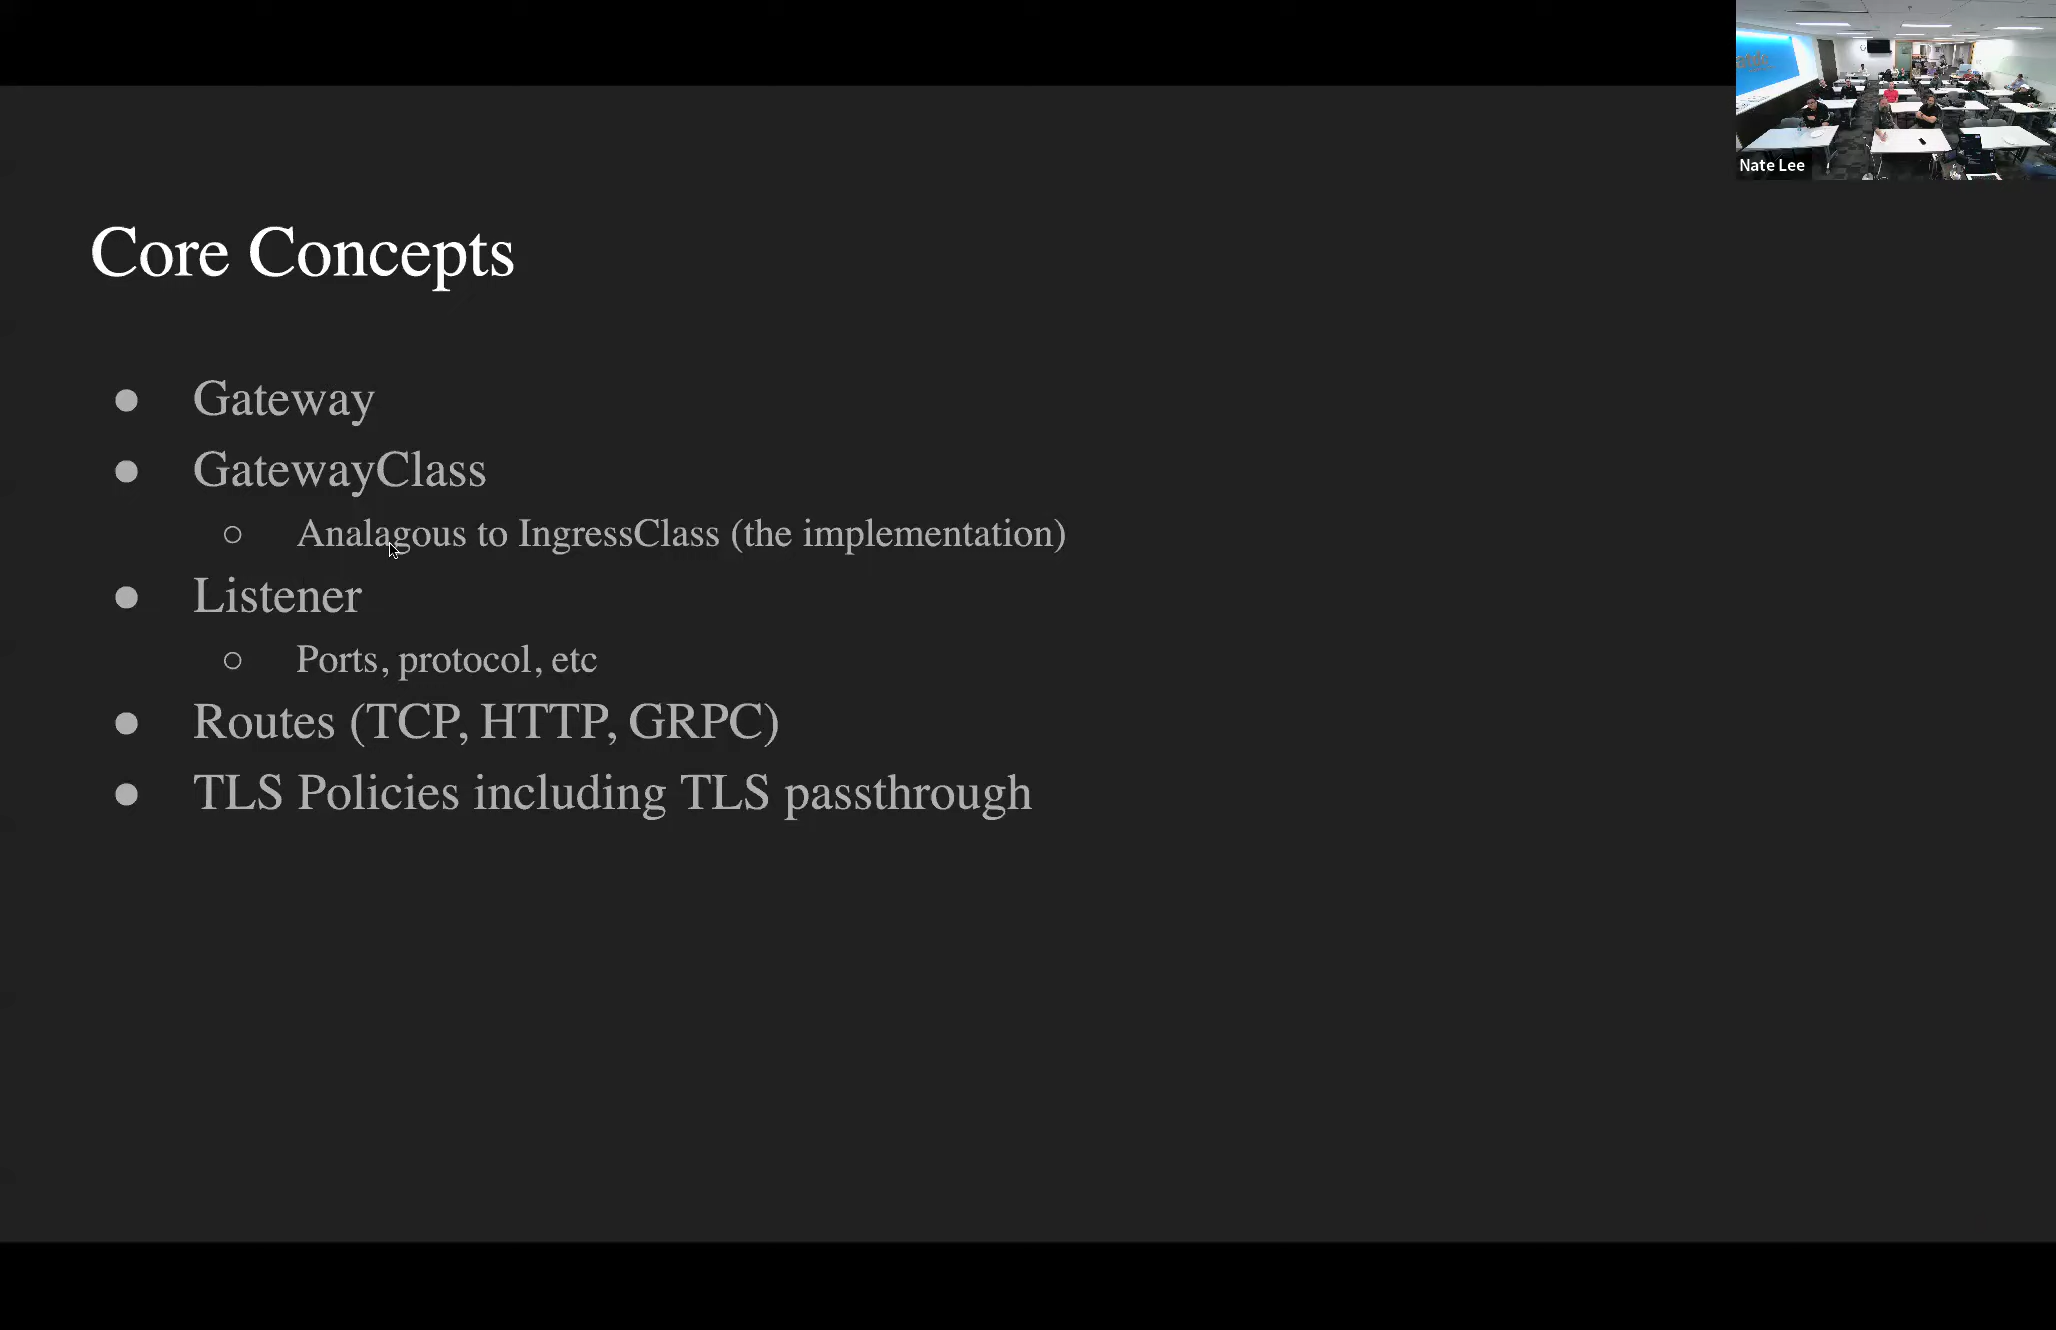 Nate Lee
Core Concepts
● Gateway
● GatewayClass
○ Analagous to IngressClass (the implementation)
● Listener
○ Ports, protocol, etc
● Routes (TCP, HTTP, GRPC)
● TLS Policies including TLS passthrough